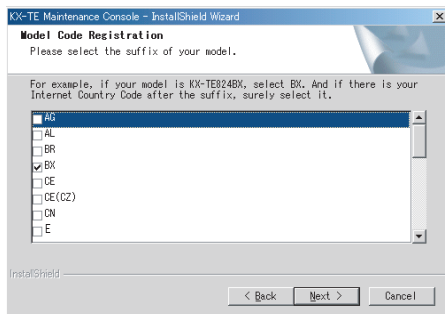 KX-TE Maintenance Console - InstallShield Wizard
Model Code Registration
Please select the suffix of your model.
For example, if your model is KX-TE824BX, select BX. And if there is your
Internet Country Code after the suffix, surely select it.
AG
AL
BR
BX
CE
CE(CZ)
CN
E
InstallShield
< Back
Next >
Cancel